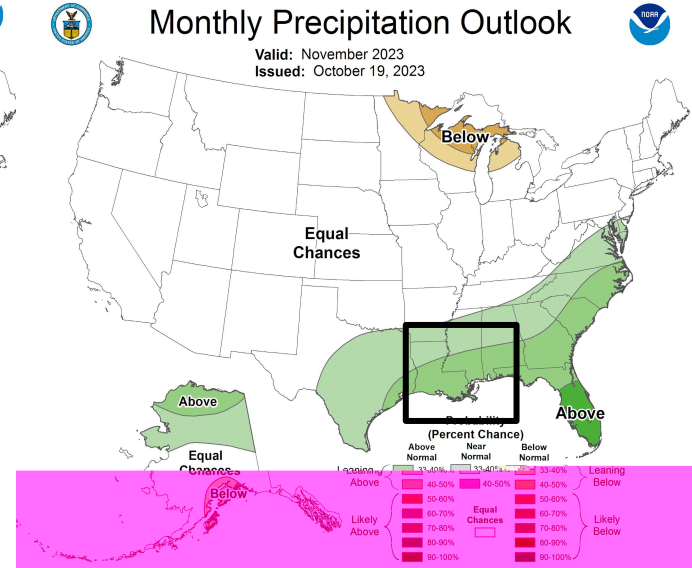 Monthly Precipitation Outlook
NOAA
Valid: November 2023
Issued: October 19, 2023
Below
Equal
Chances
Above
Above
Equal
Chances
Below
Probability
(Percent Chance)
Above Normal
Near Normal
Below Normal
Leaning Above
33-40%
40-50%
33-40%
40-50%
33-40%
40-50%
Leaning Below
Likely Above
50-60%
60-70%
70-80%
80-90%
90-100%
Equal Chances
50-60%
60-70%
70-80%
80-90%
90-100%
Likely Below